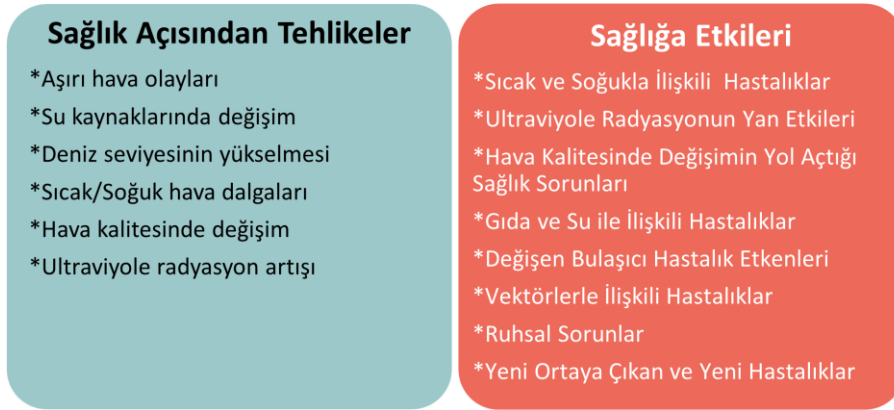 Sağlık Açısından Tehlikeler
*Aşırı hava olayları
*Su kaynaklarında değişim
*Deniz seviyesinin yükselmesi
*Sıcak/Soğuk hava dalgaları
*Hava kalitesinde değişim
*Ultraviyole radyasyon artışı
Sağlığa Etkileri
*Sıcak ve Soğukla İlişkili Hastalıklar
*Ultraviyole Radyasyonun Yan Etkileri
*Hava Kalitesinde Değişimin Yol Açtığı
Sağlık Sorunları
*Gıda ve Su ile İlişkili Hastalıklar
*Değişen Bulaşıcı Hastalık Etkenleri
*Vektörlerle İlişkili Hastalıklar
*Ruhsal Sorunlar
*Yeni Ortaya Çıkan ve Yeni Hastalıklar